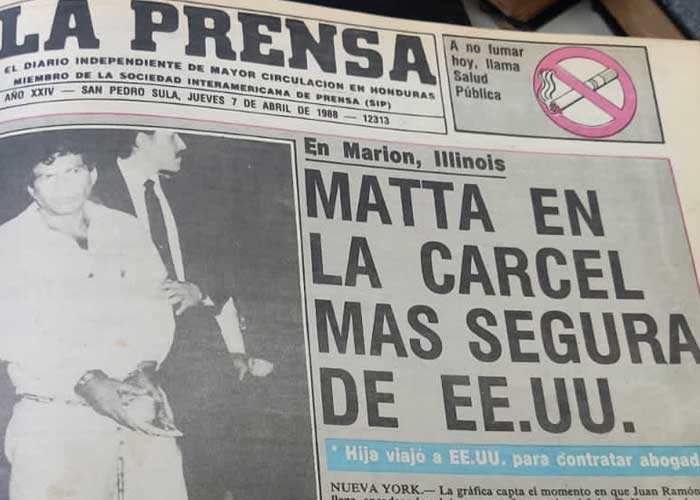 LA PRENSA
EL DIARIO INDEPENDIENTE DE MAYOR CIRCULACION EN HONDURAS
MIEMBRO DE LA SOCIEDAD INTERAMERICANA DE PRENSA (SIP)
AÑO XXIV — SAN PEDRO SULA, JUEVES 7 DE ABRIL DE 1988 — 12313
A no fumar
hoy, llama
Salud
Pública
En Marion, Illinois
MATTA EN
LA CARCEL
MAS SEGURA
DE EE.UU.
* Hija viajó a EE.UU. para contratar abogad
NUEVA YORK.— La gráfica capta el momento en que Juan Ramón